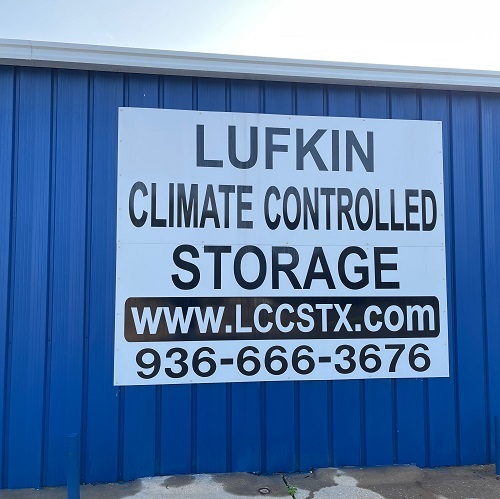 LUFKIN
CLIMATE CONTROLLED
STORAGE
www.LCCSTX.com
936-666-3676